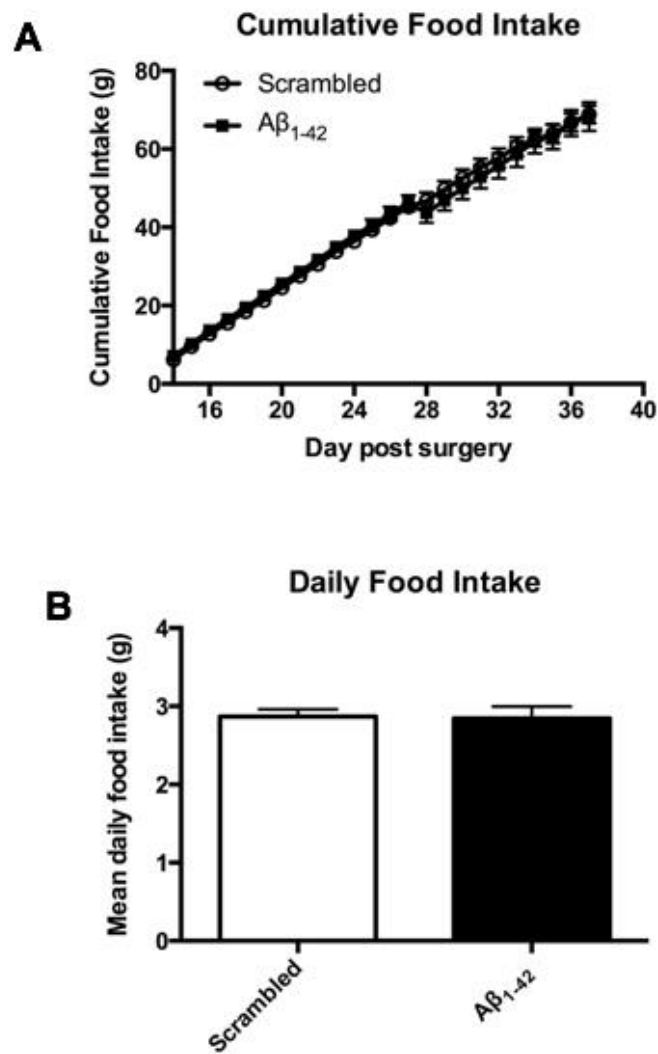 A
Cumulative Food Intake
Cumulative Food Intake (g)
80
60
40
20
0
Scrambled
Aβ1-42
16 20 24 28 32 36 40
Day post surgery
B
Daily Food Intake
Mean daily food intake (g)
4
3
2
1
0
Scrambled
Aβ1-42